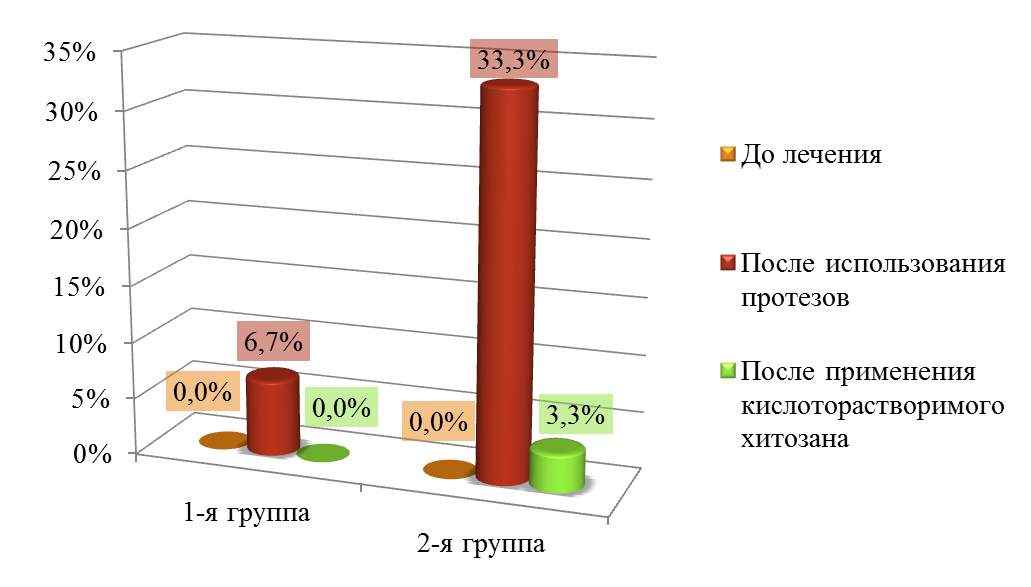 35%
30%
25%
20%
15%
10%
5%
0%
33,3%
6,7%
0,0%
0,0%
0,0%
3,3%
1-я группа
2-я группа
До лечения
После использования
протезов
После применения
кислоторастворимого
хитозана